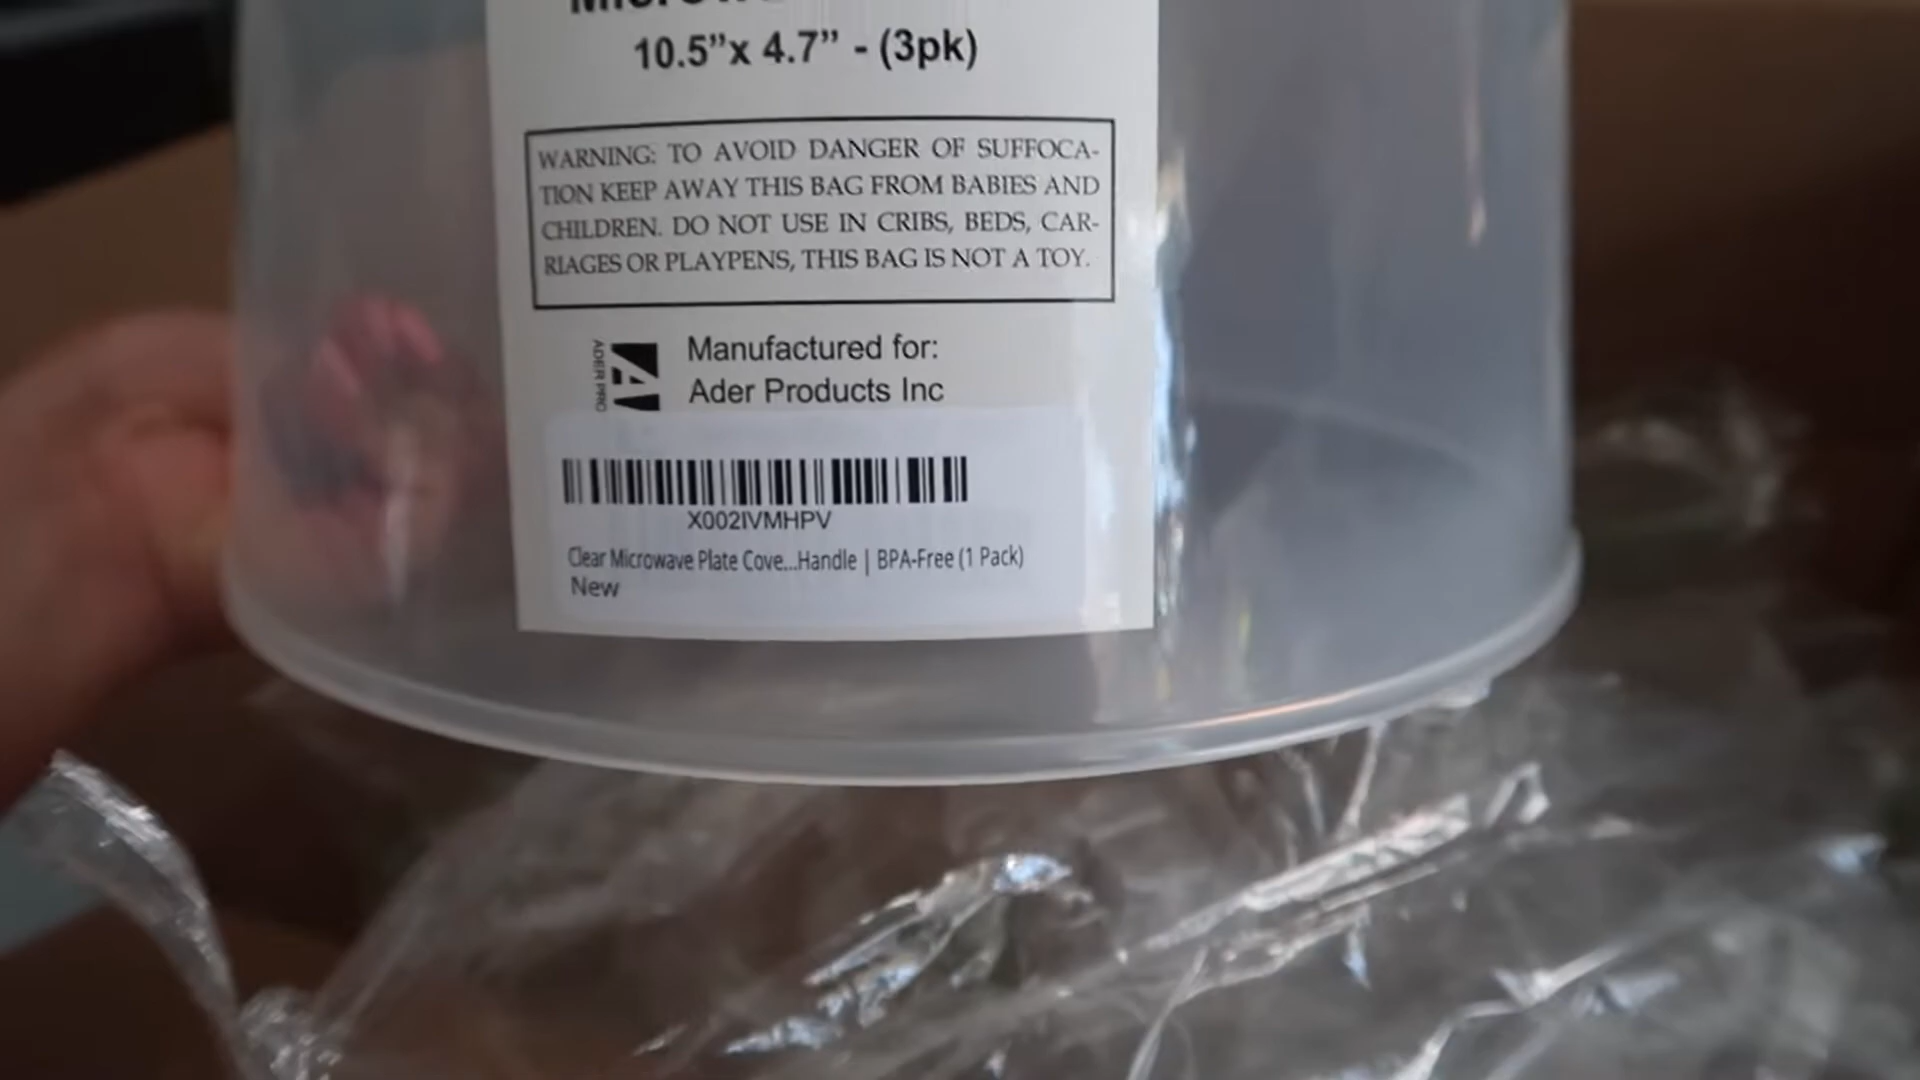 10.5”x 4.7” - (3pk)
WARNING: TO AVOID DANGER OF SUFFOCA-
TION KEEP AWAY THIS BAG FROM BABIES AND
CHILDREN. DO NOT USE IN CRIBS, BEDS, CAR-
RIAGES OR PLAYPENS, THIS BAG IS NOT A TOY.
ADER PRO
Manufactured for:
Ader Products Inc
X002IVMHPV
Clear Microwave Plate Cove...Handle | BPA-Free (1 Pack)
New